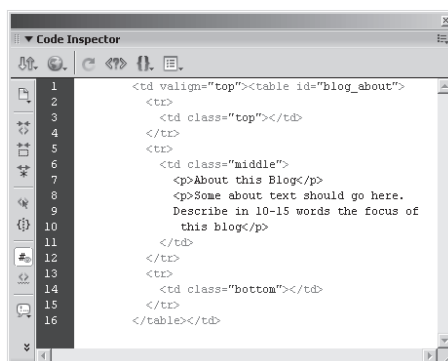 Code Inspector
1 <td valign="top"><table id="blog_about">
2 <tr>
3 <td class="top"></td>
4 </tr>
5 <tr>
6 <td class="middle">
7 <p>About this Blog</p>
8 <p>Some about text should go here.
9 Describe in 10-15 words the focus of
10 this blog</p>
11 </td>
12 </tr>
13 <tr>
14 <td class="bottom"></td>
15 </tr>
16 </table></td>